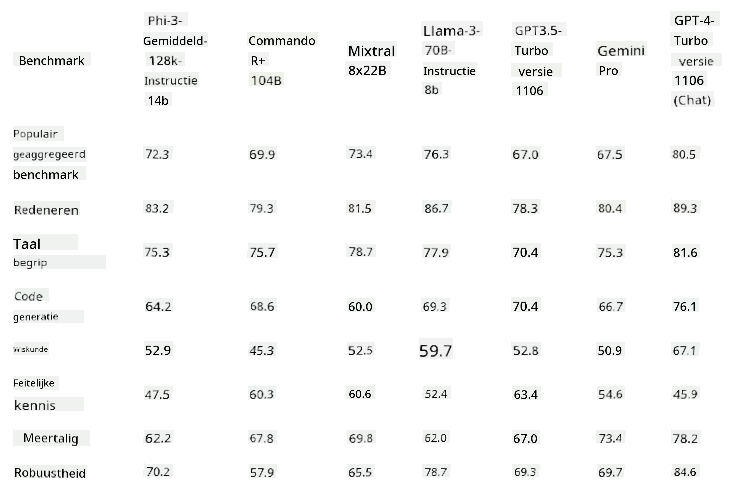 Benchmark Phi-3-Gemiddeld-128k-Instructie 14b Commando R+ 104B Mixtral 8x22B Llama-3-70B-Instructie 8b GPT3.5-Turbo versie 1106 Gemini Pro GPT-4-Turbo versie 1106 (Chat)
Populair geaggregeerd benchmark 72.3 69.9 73.4 76.3 67.0 67.5 80.5
Redeneren 83.2 79.3 81.5 86.7 78.3 80.4 89.3
Taal begrip 75.3 75.7 78.7 77.9 70.4 75.3 81.6
Code generatie 64.2 68.6 60.0 69.3 70.4 66.7 76.1
Wiskunde 52.9 45.3 52.5 59.7 52.8 50.9 67.1
Feitelijke kennis 47.5 60.3 60.6 52.4 63.4 54.6 45.9
Meertalig 62.2 67.8 69.8 62.0 67.0 73.4 78.2
Robuustheid 70.2 57.9 65.5 78.7 69.3 69.7 84.6